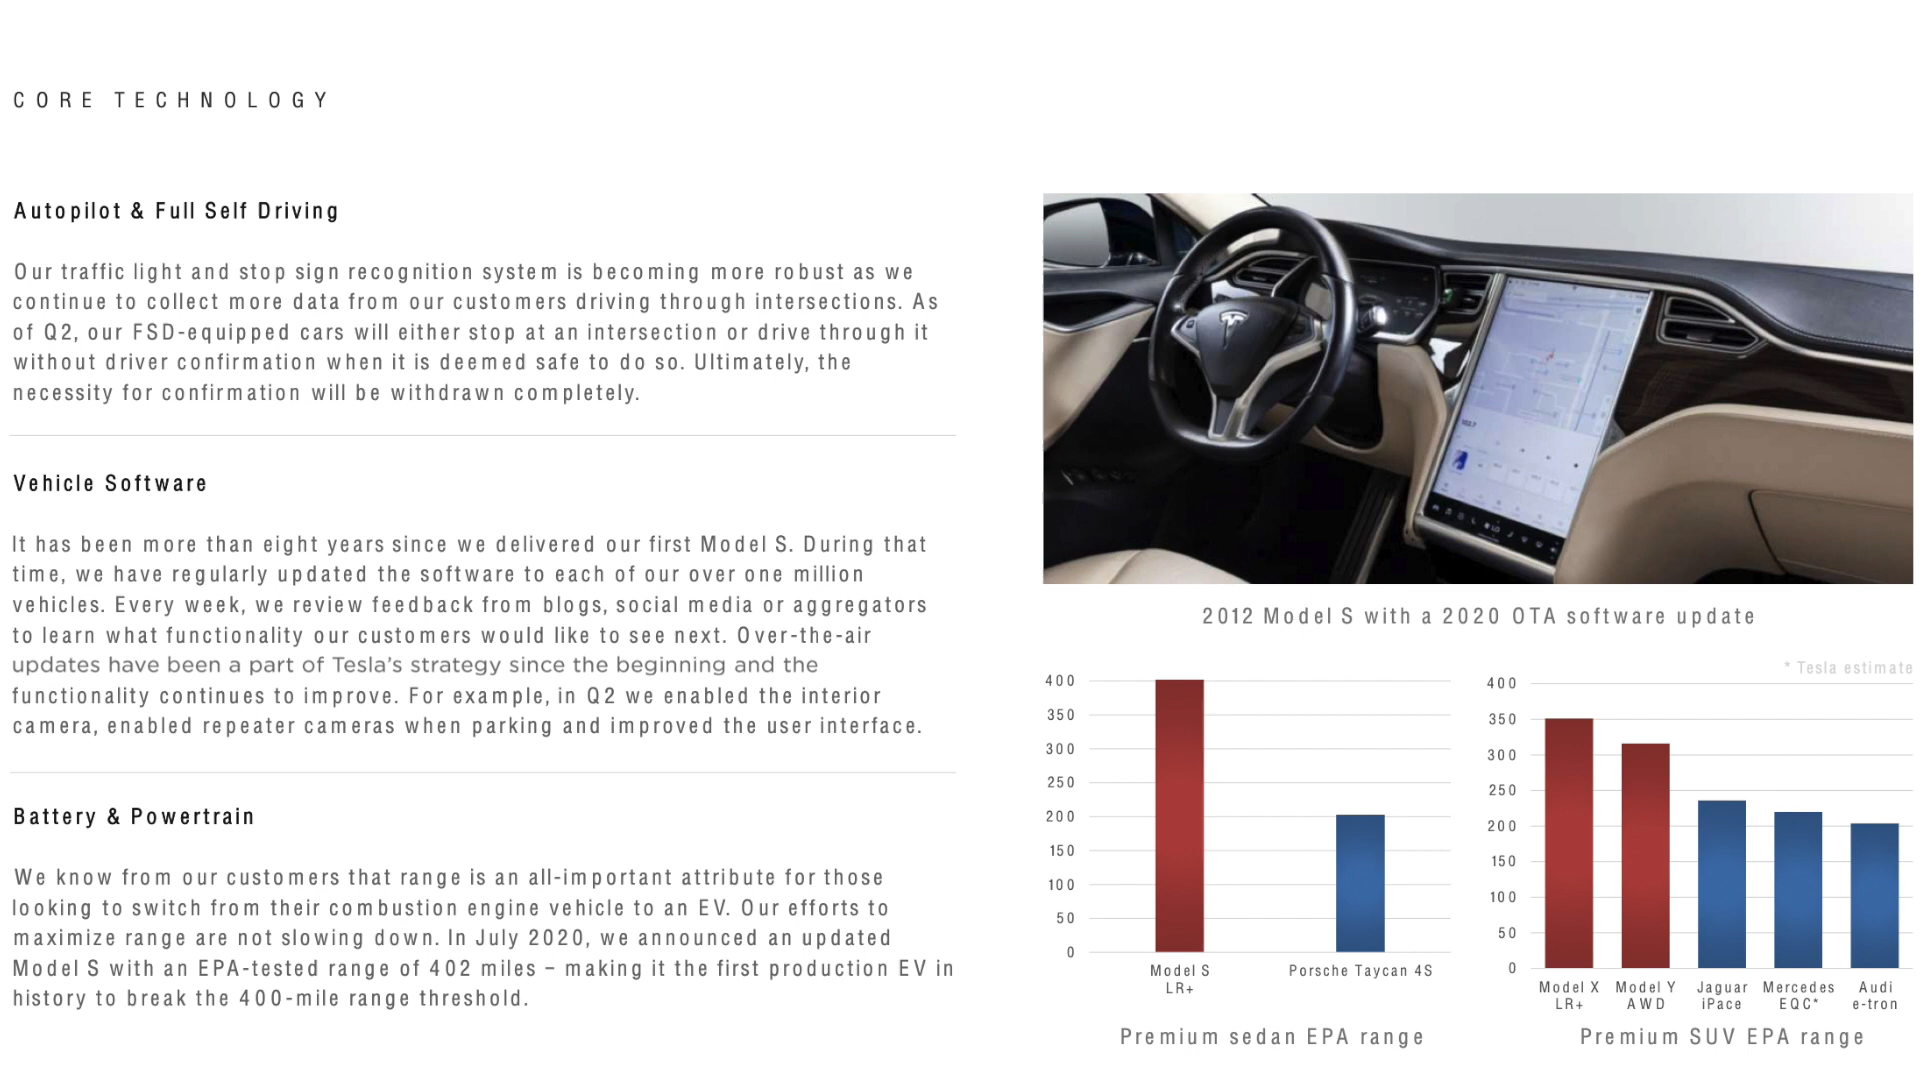 CORE TECHNOLOGY
Autopilot & Full Self Driving
Our traffic light and stop sign recognition system is becoming more robust as we
continue to collect more data from our customers driving through intersections. As
of Q2, our FSD-equipped cars will either stop at an intersection or drive through it
without driver confirmation when it is deemed safe to do so. Ultimately, the
necessity for confirmation will be withdrawn completely.
Vehicle Software
It has been more than eight years since we delivered our first Model S. During that
time, we have regularly updated the software to each of our over one million
vehicles. Every week, we review feedback from blogs, social media or aggregators
to learn what functionality our customers would like to see next. Over-the-air
updates have been a part of Tesla's strategy since the beginning and the
functionality continues to improve. For example, in Q2 we enabled the interior
camera, enabled repeater cameras when parking and improved the user interface.
Battery & Powertrain
We know from our customers that range is an all-important attribute for those
looking to switch from their combustion engine vehicle to an EV. Our efforts to
maximize range are not slowing down. In July 2020, we announced an updated
Model S with an EPA-tested range of 402 miles – making it the first production EV in
history to break the 400-mile range threshold.
2012 Model S with a 2020 OTA software update
400
350
300
250
200
150
100
50
0
Model S
LR+
Porsche Taycan 4S
Premium sedan EPA range
* Tesla estimate
400
350
300
250
200
150
100
50
0
Model X
LR+
Model Y
AWD
Jaguar
iPace
Mercedes
EQC*
Audi
e-tron
Premium SUV EPA range